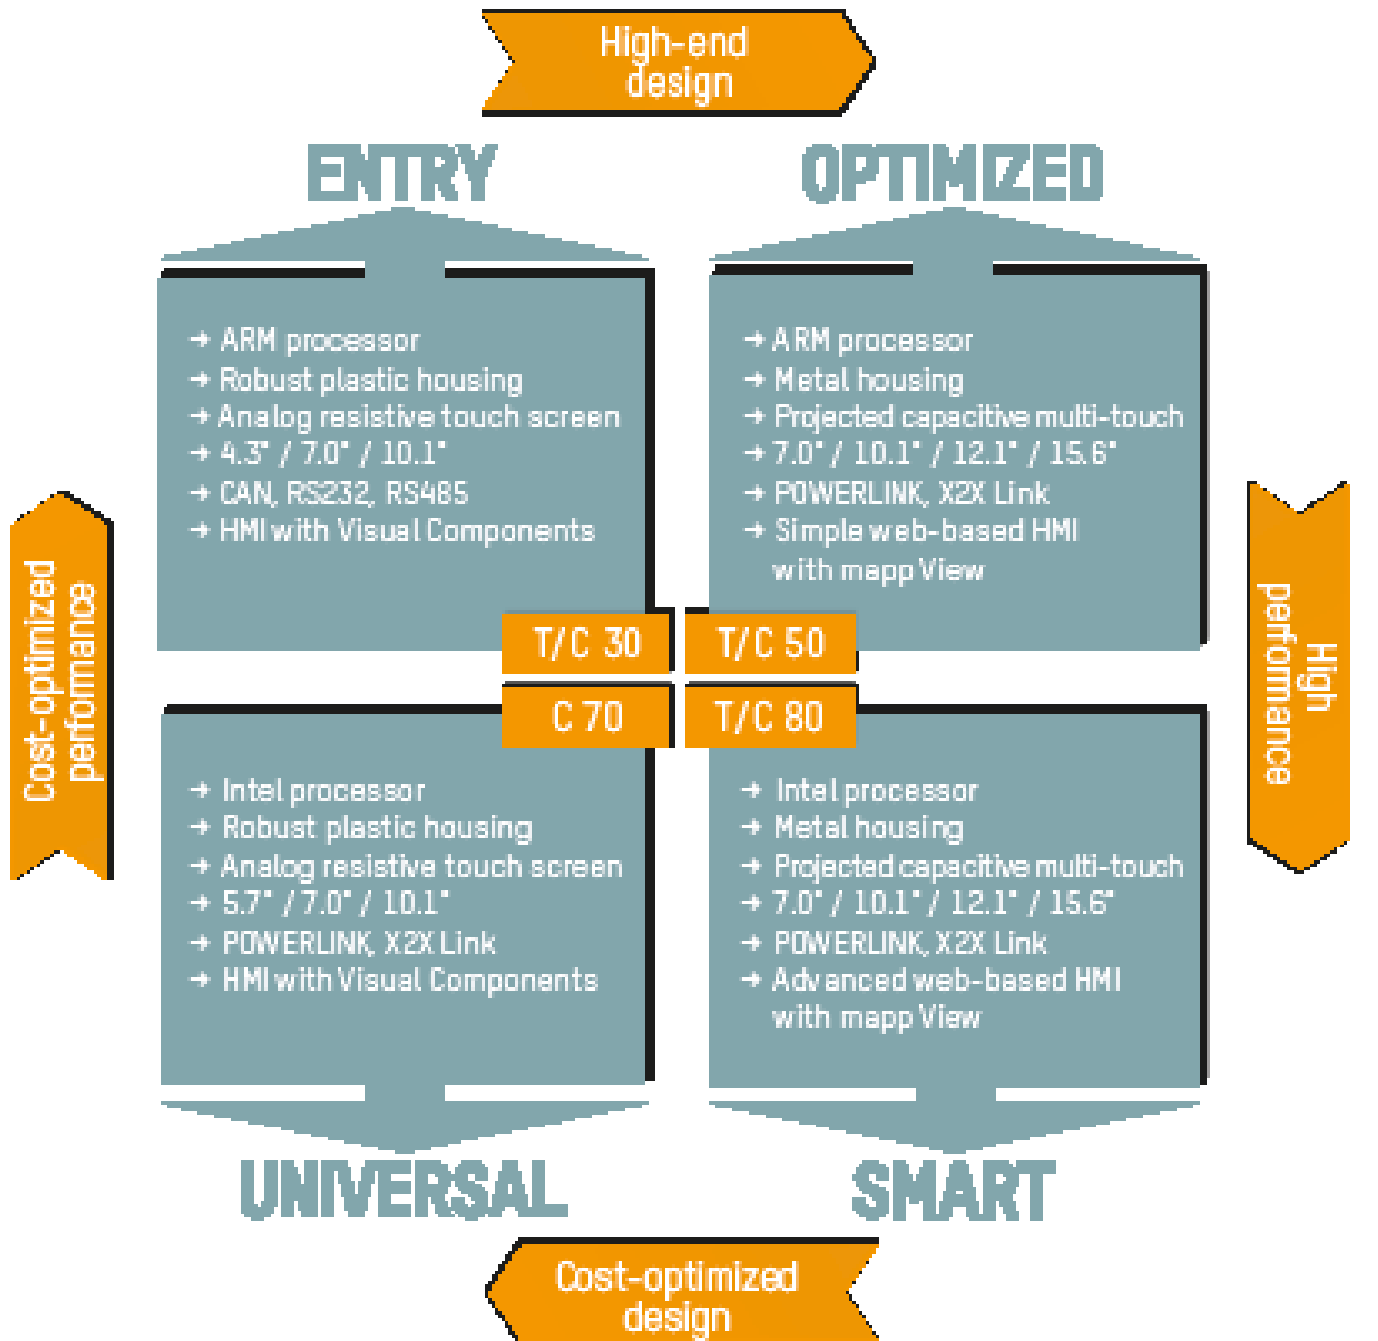 High-end
design
ENTRY
→ ARM processor
→ Robust plastic housing
→ Analog resistive touch screen
→ 4.3" / 7.0" / 10.1"
→ CAN, RS232, RS485
→ HMI with Visual Components
T/C 30
OPTIMIZED
→ ARM processor
→ Metal housing
→ Projected capacitive multi-touch
→ 7.0" / 10.1" / 12.1" / 15.6"
→ POWERLINK, X2X Link
→ Simple web-based HMI
with mapp View
T/C 50
Cost-optimized
performance
High
performance
C 70
→ Intel processor
→ Robust plastic housing
→ Analog resistive touch screen
→ 5.7" / 7.0" / 10.1"
→ POWERLINK, X2X Link
→ HMI with Visual Components
UNIVERSAL
T/C 80
→ Intel processor
→ Metal housing
→ Projected capacitive multi-touch
→ 7.0" / 10.1" / 12.1" / 15.6"
→ POWERLINK, X2X Link
→ Advanced web-based HMI
with mapp View
SMART
Cost-optimized
design